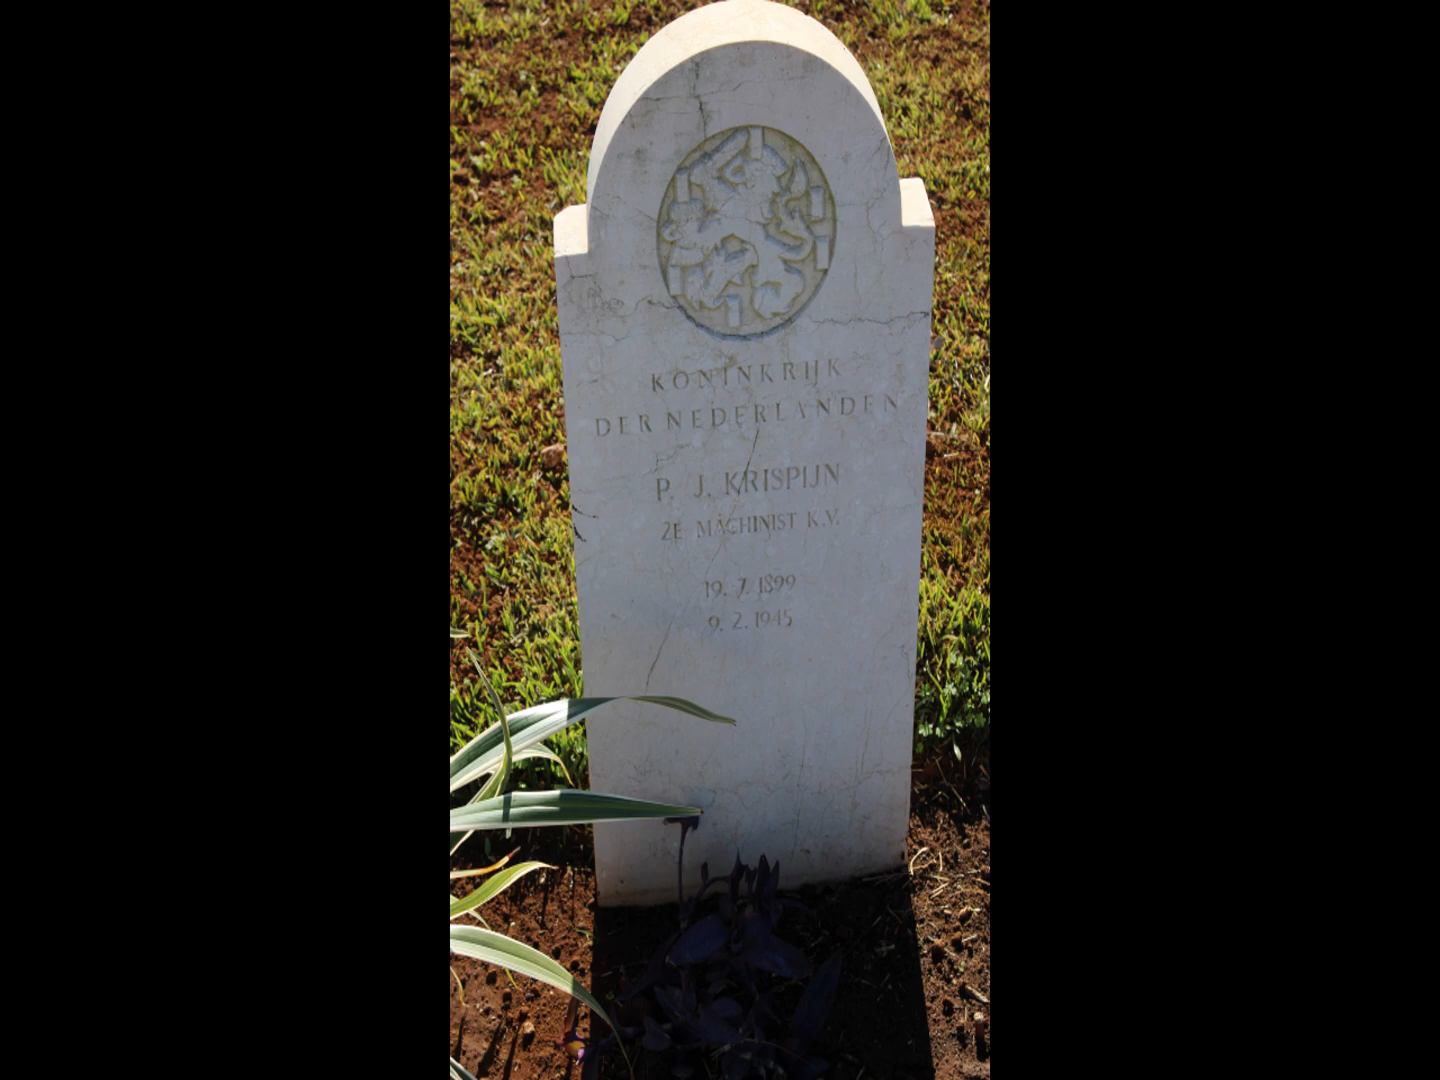 KONINKRIJK
DER NEDERLANDEN
P. J. KRISPIJN
2E MACHINIST K.V.
19. 7. 1899
9. 2. 1945